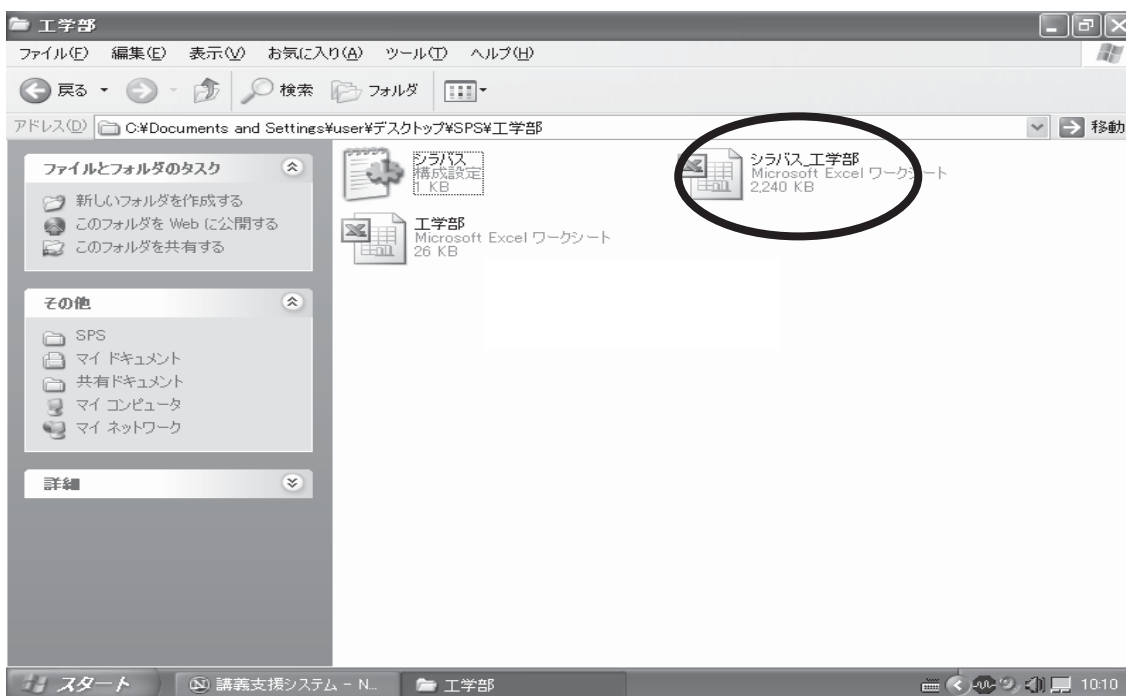 工学部
ファイル(F) 編集(E) 表示(V) お気に入り(A) ツール(T) ヘルプ(H)
戻る 検索 フォルダ
アドレス(D) C:¥Documents and Settings¥user¥デスクトップ¥SPS¥工学部 移動
ファイルとフォルダのタスク
新しいフォルダを作成する
このフォルダを Web に公開する
このフォルダを共有する
その他
SPS
マイ ドキュメント
共有ドキュメント
マイ コンピュータ
マイ ネットワーク
詳細
シラバス
構成設定
1 KB
シラバス_工学部
Microsoft Excel ワークシート
2,240 KB
工学部
Microsoft Excel ワークシート
26 KB
スタート 講義支援システム - N... 工学部 10:10